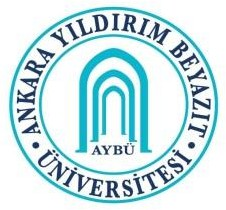 ANKARA YILDIRIM BEYAZIT
ÜNİVERSİTESİ
AYBÜ